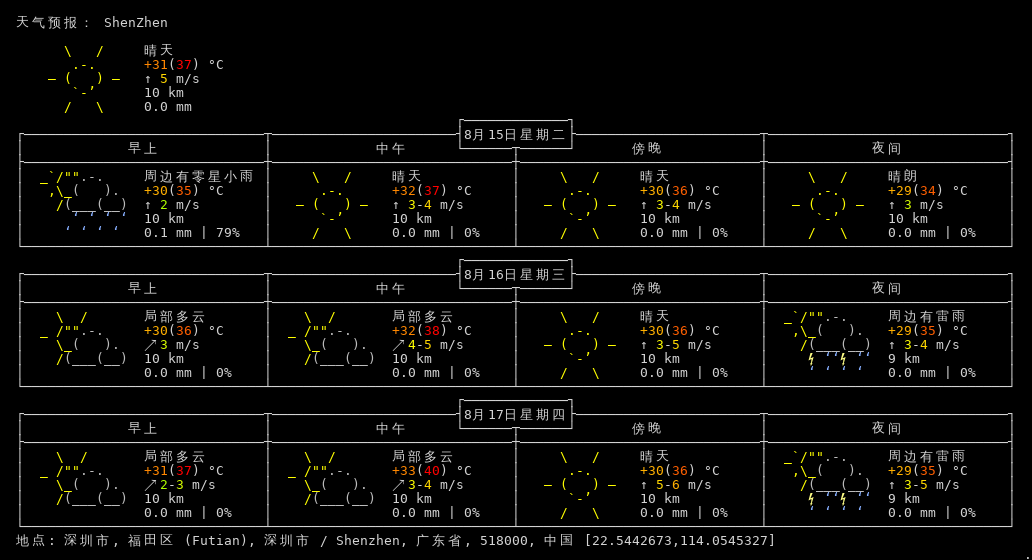 天气预报： ShenZhen
晴天
+31(37) °C
↑ 5 m/s
10 km
0.0 mm
8月15日星期二
早上 中午 傍晚 夜间
周边有零星小雨 晴天 晴天 晴朗
+30(35) °C +32(37) °C +30(36) °C +29(34) °C
↑ 2 m/s ↑ 3-4 m/s ↑ 3-4 m/s ↑ 3 m/s
10 km 10 km 10 km 10 km
0.1 mm | 79% 0.0 mm | 0% 0.0 mm | 0% 0.0 mm | 0%
8月16日星期三
早上 中午 傍晚 夜间
局部多云 局部多云 晴天 周边有雷雨
+30(36) °C +32(38) °C +30(36) °C +29(35) °C
↗3 m/s ↗4-5 m/s ↑ 3-5 m/s ↑ 3-4 m/s
10 km 10 km 10 km 9 km
0.0 mm | 0% 0.0 mm | 0% 0.0 mm | 0% 0.0 mm | 0%
8月17日星期四
早上 中午 傍晚 夜间
局部多云 局部多云 晴天 周边有雷雨
+31(37) °C +33(40) °C +30(36) °C +29(35) °C
↗2-3 m/s ↗3-4 m/s ↑ 5-6 m/s ↑ 3-5 m/s
10 km 10 km 10 km 9 km
0.0 mm | 0% 0.0 mm | 0% 0.0 mm | 0% 0.0 mm | 0%
地点: 深圳市, 福田区 (Futian), 深圳市 / Shenzhen, 广东省, 518000, 中国 [22.5442673,114.0545327]